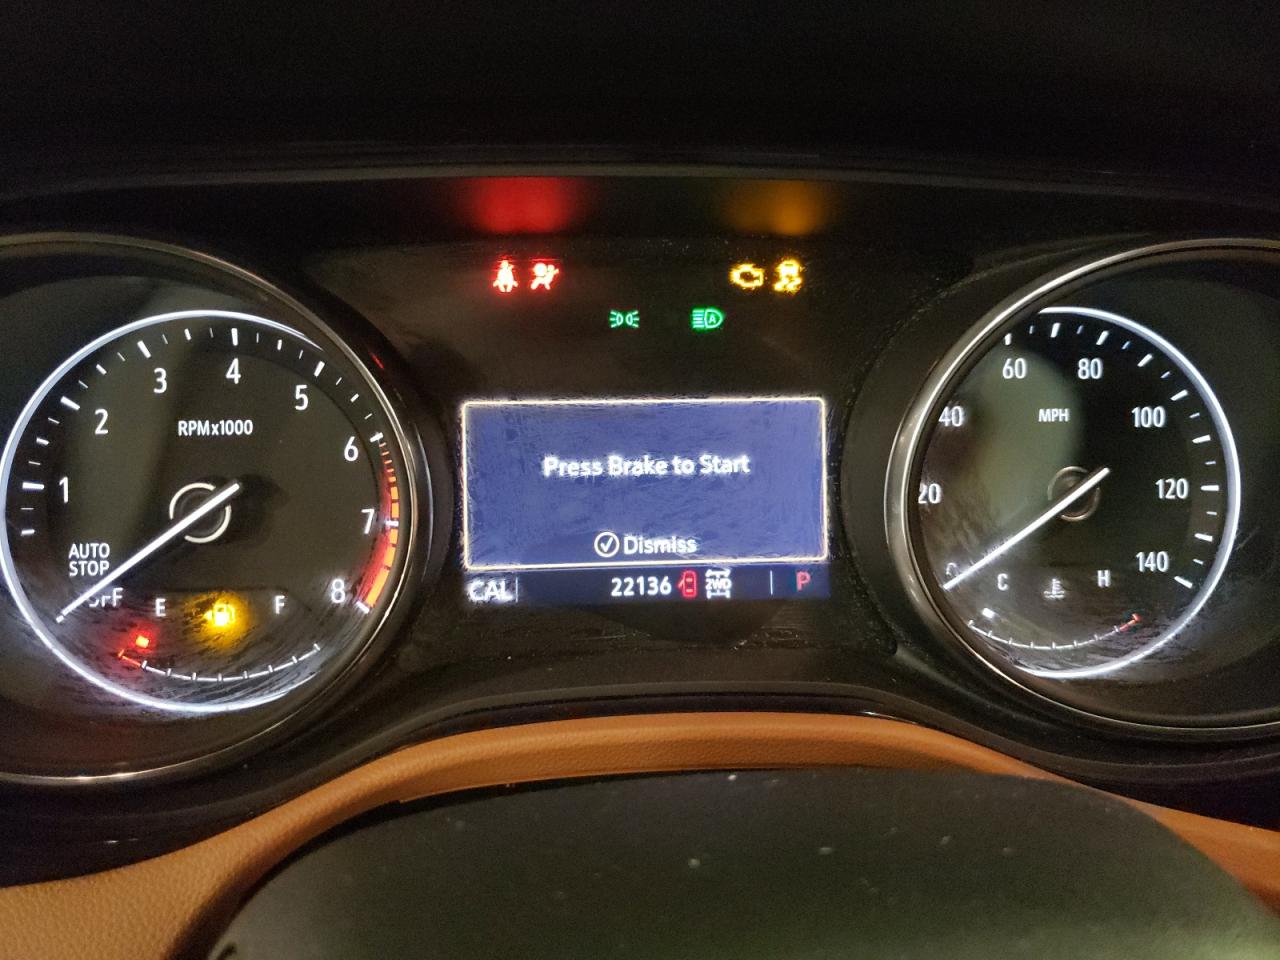 1
2
3
4
5
6
7
8
RPMx1000
AUTO
STOP
OFF
E
F
A
Press Brake to Start
Dismiss
CAL
22136
2WD
P
20
40
60
80
100
120
140
MPH
C
H